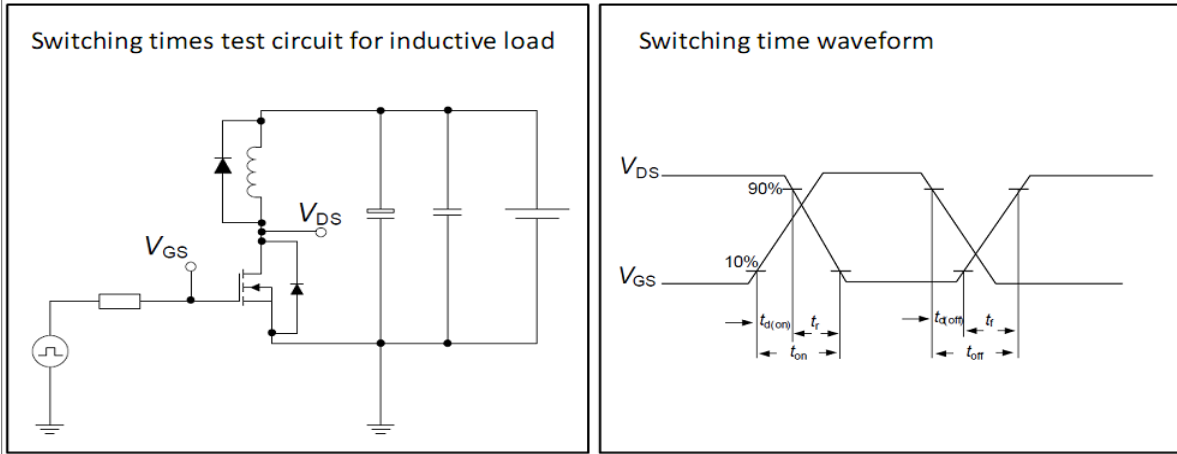 Switching times test circuit for inductive load
VDS
VGS
Switching time waveform
VDS
90%
10%
VGS
td(on) tr td(off) tf
ton toff